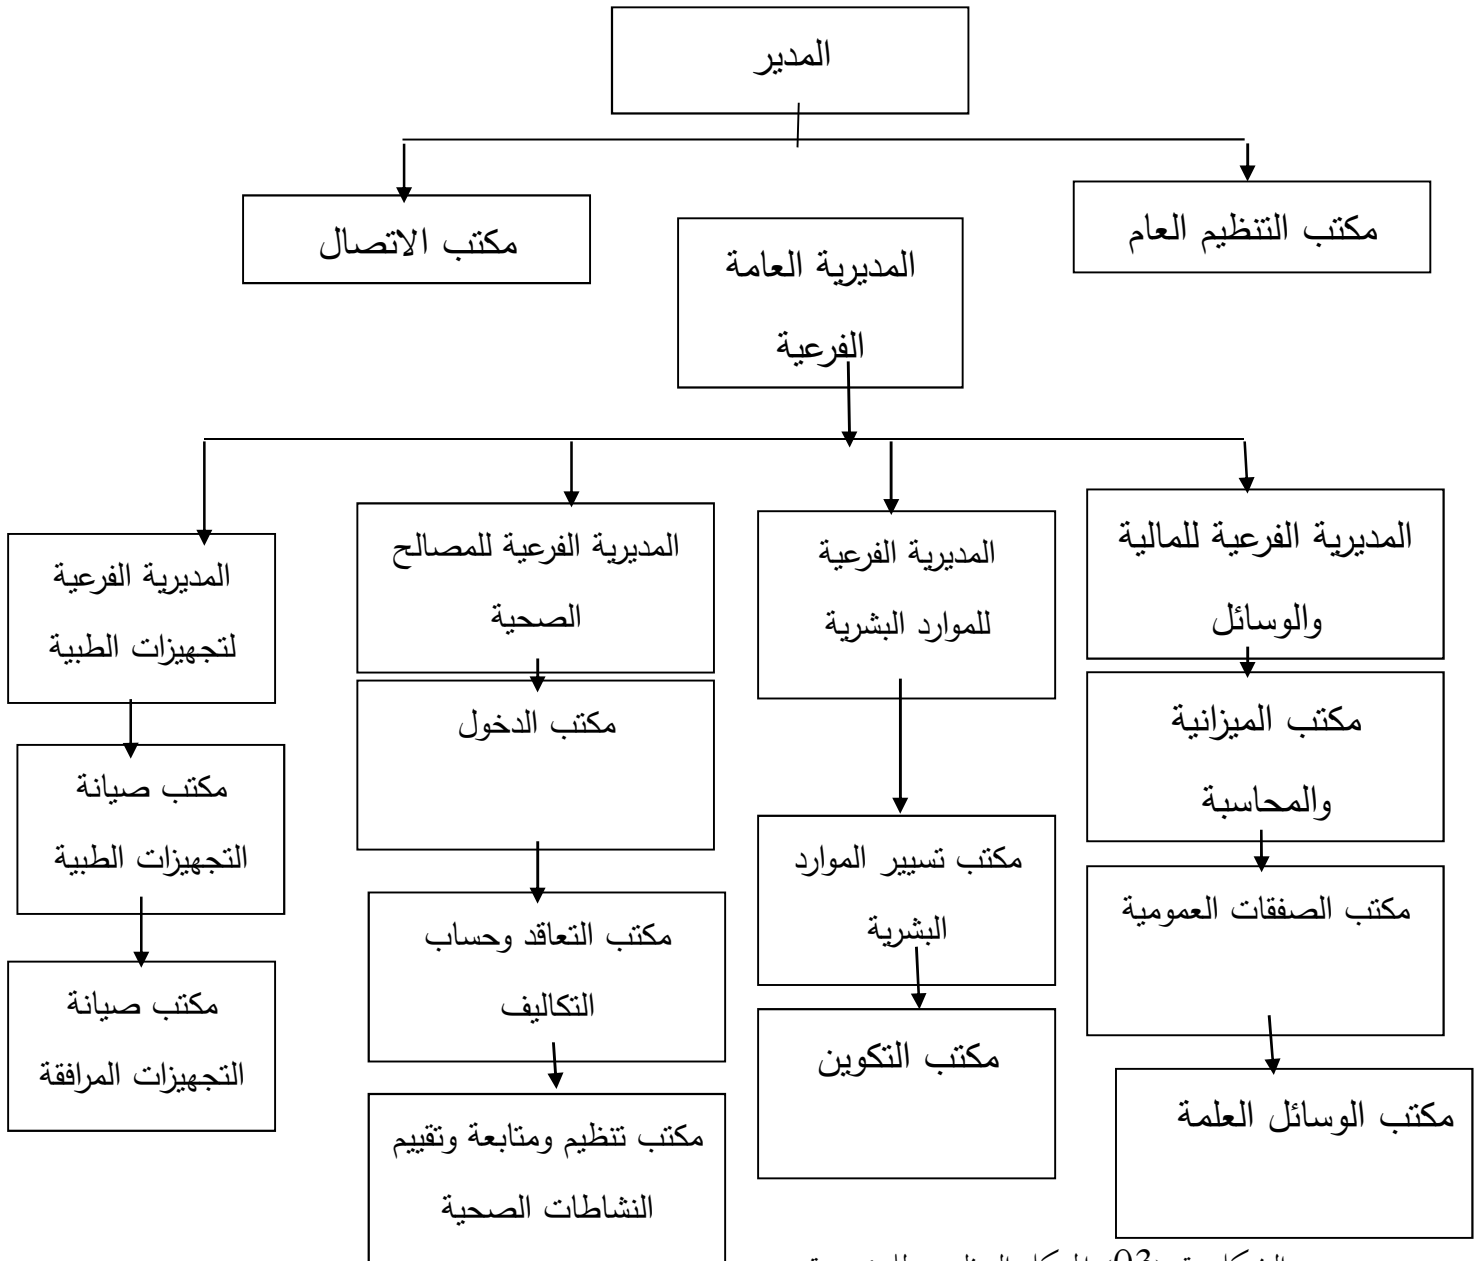 المدير
مكتب التنظيم العام
مكتب الاتصال
المديرية العامة
الفرعية
المديرية الفرعية للمالية
والوسائل
المديرية الفرعية
للموارد البشرية
المديرية الفرعية للمصالح
الصحية
المديرية الفرعية
لتجهيزات الطبية
مكتب الميزانية
والمحاسبة
مكتب الدخول
مكتب صيانة
التجهيزات الطبية
مكتب تسيير الموارد
البشرية
مكتب الصفقات العمومية
مكتب التعاقد وحساب
التكاليف
مكتب صيانة
التجهيزات المرافقة
مكتب التكوين
مكتب الوسائل العلمة
مكتب تنظيم ومتابعة وتقييم
النشاطات الصحية